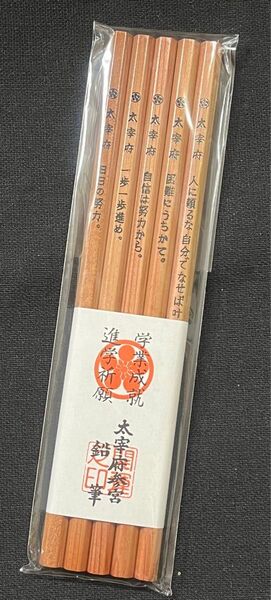 太宰府 人に頼るな自分でなせば叶
太宰府 困難にうちかて。
太宰府 自信は努力から。
太宰府 一歩一歩進め。
太宰府 日日の努力。
学業成就
進学祈願
太宰府参宮
鉛筆